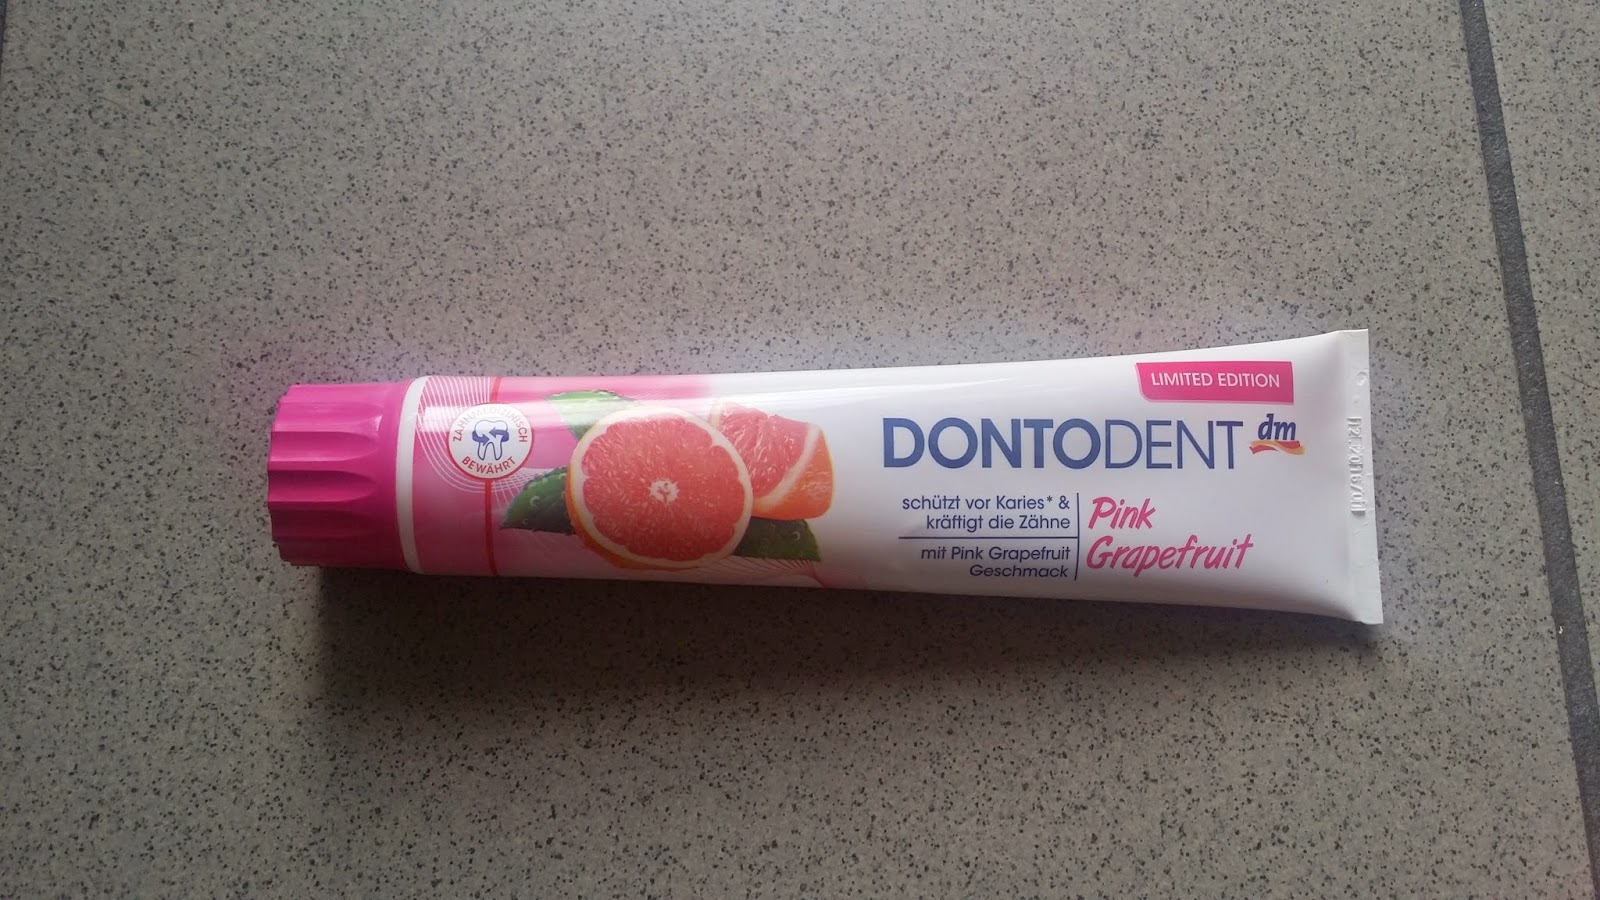 ZAHNMEDIZINISCH
BEWÄHRT
LIMITED EDITION
DONTODENT
dm
schützt vor Karies* &
kräftigt die Zähne
mit Pink Grapefruit
Geschmack
Pink
Grapefruit